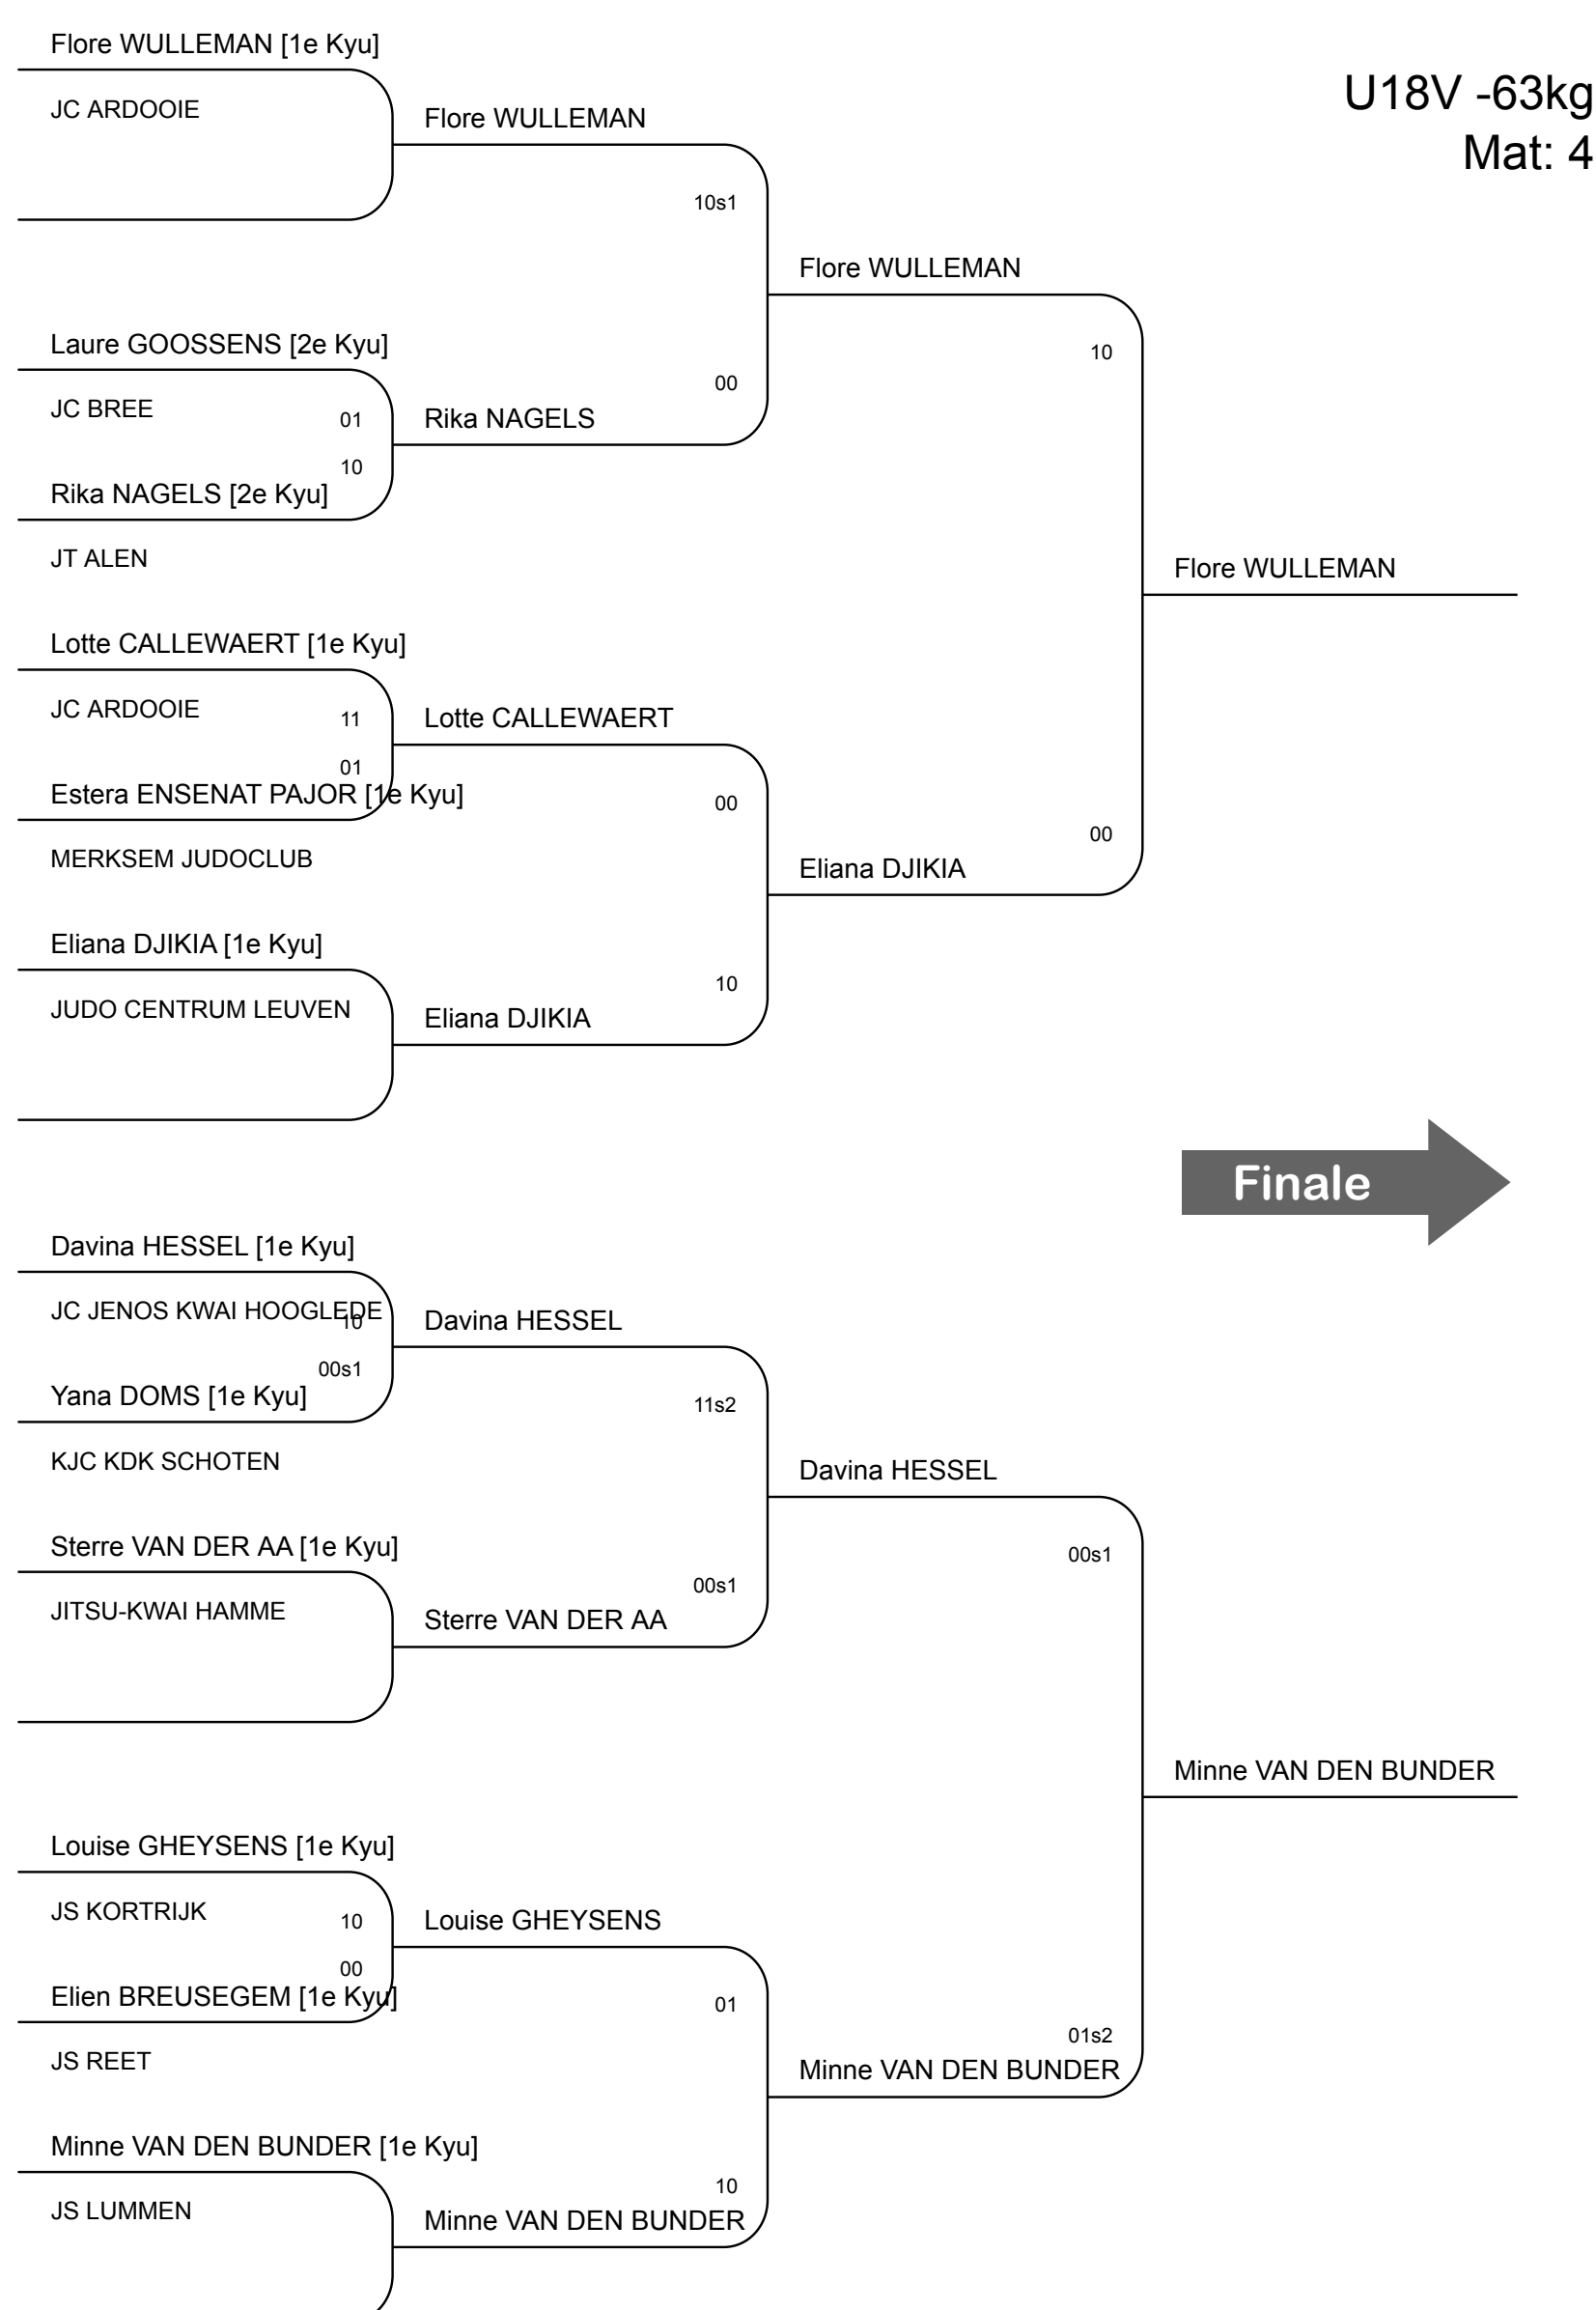 Flore WULLEMAN [1e Kyu]
U18V -63kg
JC ARDOOIE
Flore WULLEMAN
Mat: 4
10s1
Flore WULLEMAN
Laure GOOSSENS [2e Kyu]
10
00
JC BREE
01
Rika NAGELS
10
Rika NAGELS [2e Kyu]
JT ALEN
Flore WULLEMAN
Lotte CALLEWAERT [1e Kyu]
JC ARDOOIE
11
Lotte CALLEWAERT
01
Estera ENSENAT PAJOR [1e Kyu]
00
00
MERKSEM JUDOCLUB
Eliana DJIKIA
Eliana DJIKIA [1e Kyu]
10
JUDO CENTRUM LEUVEN
Eliana DJIKIA
Finale
Davina HESSEL [1e Kyu]
JC JENOS KWAI HOOGLEDE
10
Davina HESSEL
00s1
Yana DOMS [1e Kyu]
11s2
KJC KDK SCHOTEN
Davina HESSEL
Sterre VAN DER AA [1e Kyu]
00s1
00s1
JITSU-KWAI HAMME
Sterre VAN DER AA
Minne VAN DEN BUNDER
Louise GHEYSENS [1e Kyu]
JS KORTRIJK
10
Louise GHEYSENS
00
Elien BREUSEGEM [1e Kyu]
01
01s2
JS REET
Minne VAN DEN BUNDER
Minne VAN DEN BUNDER [1e Kyu]
10
JS LUMMEN
Minne VAN DEN BUNDER